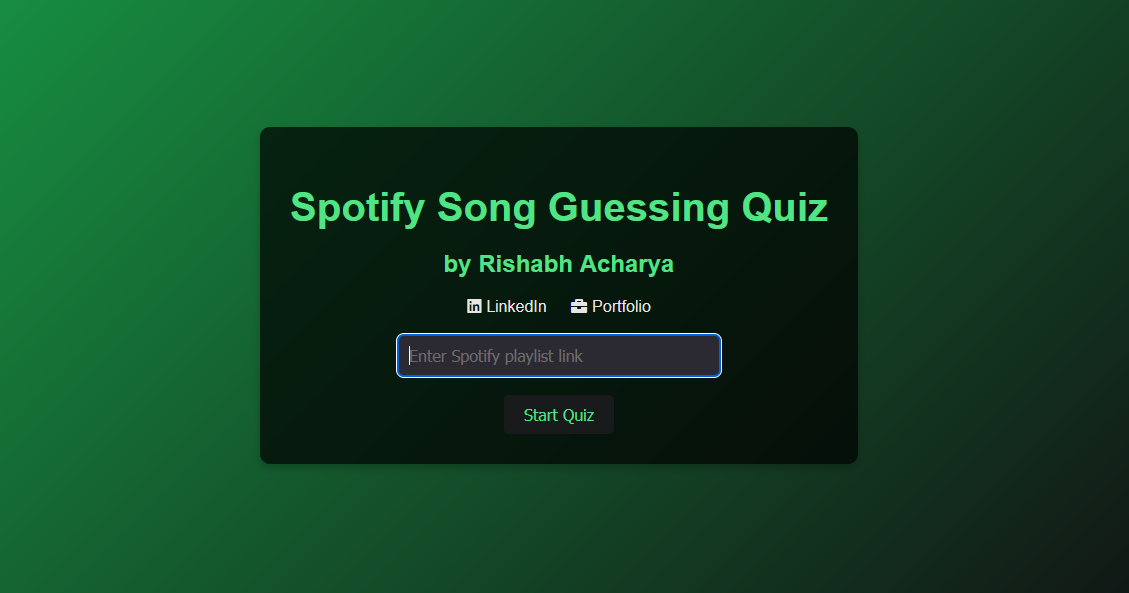 Spotify Song Guessing Quiz
by Rishabh Acharya
LinkedIn Portfolio
Enter Spotify playlist link
Start Quiz